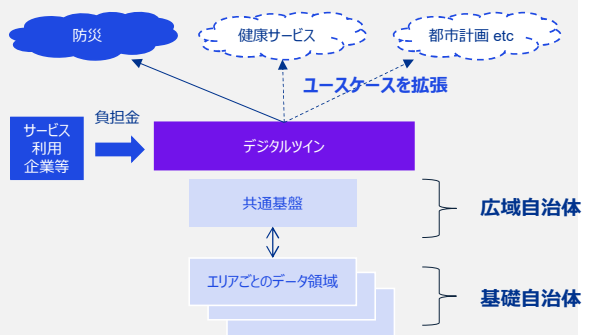 防災
健康サービス
都市計画 etc
ユースケースを拡張
サービス
利用
企業等
負担金
デジタルツイン
共通基盤
広域自治体
エリアごとのデータ領域
基礎自治体